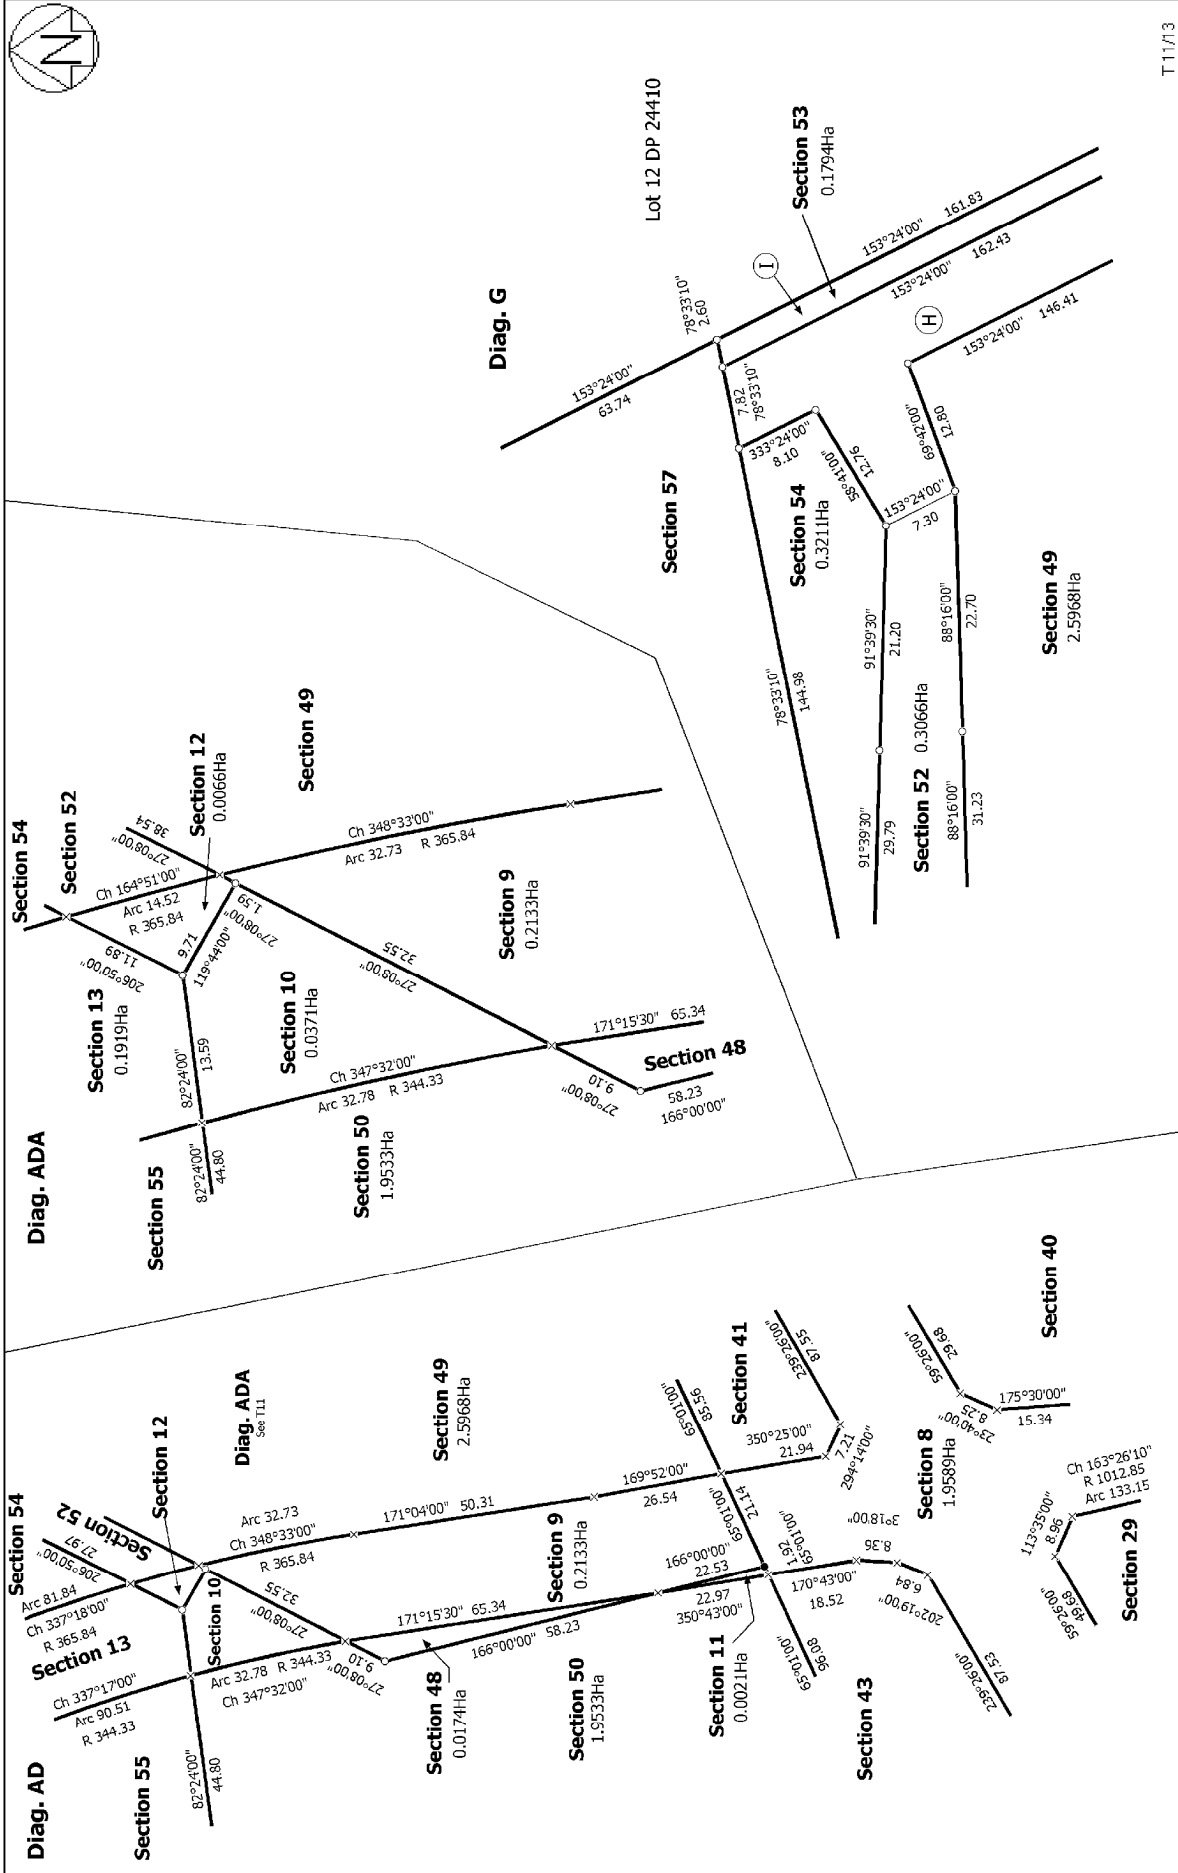 Diag. AD
Section 55
82°24'00"
44.80
Ch 337°17'00"
Arc 90.51
R 344.33
Section 13
Section 54
Arc 81.84
Ch 337°18'00"
R 365.84
206°50'00"
27.97
Section 52
Section 12
Section 10
Diag. ADA
See T11
Arc 32.78 R 344.33
Ch 347°32'00"
27°08'00"
32.55
9.10
27°08'00"
Arc 32.73
Ch 348°33'00"
R 365.84
171°04'00" 50.31
Section 49
2.5968Ha
Section 48
0.0174Ha
171°15'30" 65.34
166°00'00" 58.23
Section 9
0.2133Ha
169°52'00"
26.54
Section 50
1.9533Ha
166°00'00"
22.53
22.97
350°43'00"
Section 11
0.0021Ha
65°01'00"
21.14
65°01'00"
85.56
Section 41
350°25'00"
21.94
7.21
294°14'00"
239°26'00"
87.55
1.92
65°01'00"
65°01'00"
96.08
170°43'00"
18.52
Section 43
8.36
3°18'00"
6.84
202°19'00"
239°26'00"
87.53
Section 8
1.9589Ha
59°26'00"
29.68
8.25
23°40'00"
175°30'00"
15.34
Section 40
59°26'00"
49.68
113°35'00"
8.96
Ch 163°26'10"
R 1012.85
Arc 133.15
Section 29
Diag. ADA
Section 55
82°24'00"
44.80
Section 13
0.1919Ha
82°24'00"
13.59
Section 54
Section 52
206°50'00"
11.89
Ch 164°51'00"
Arc 14.52
R 365.84
27°08'00"
38.54
Section 12
0.0066Ha
9.71
119°44'00"
1.59
27°08'00"
Section 10
0.0371Ha
Section 49
Ch 348°33'00"
Arc 32.73 R 365.84
32.55
27°08'00"
Ch 347°32'00"
Arc 32.78 R 344.33
Section 50
1.9533Ha
Section 9
0.2133Ha
171°15'30" 65.34
9.10
27°08'00"
Section 48
58.23
166°00'00"
Diag. G
Lot 12 DP 24410
153°24'00"
63.74
78°33'10"
2.60
Section 57
7.82
78°33'10"
I
Section 53
0.1794Ha
153°24'00" 161.83
153°24'00" 162.43
78°33'10"
144.98
333°24'00"
8.10
Section 54
0.3211Ha
58°41'00"
12.76
H
153°24'00" 146.41
69°42'00"
12.80
153°24'00"
7.30
91°39'30"
21.20
91°39'30"
29.79
Section 52 0.3066Ha
88°16'00"
22.70
88°16'00"
31.23
Section 49
2.5968Ha
N
T11/13